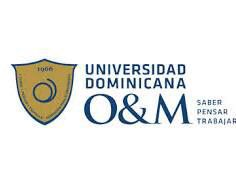 1966
UNIVERSIDAD
DOMINICANA
O&M
SABER
PENSAR
TRABAJAR